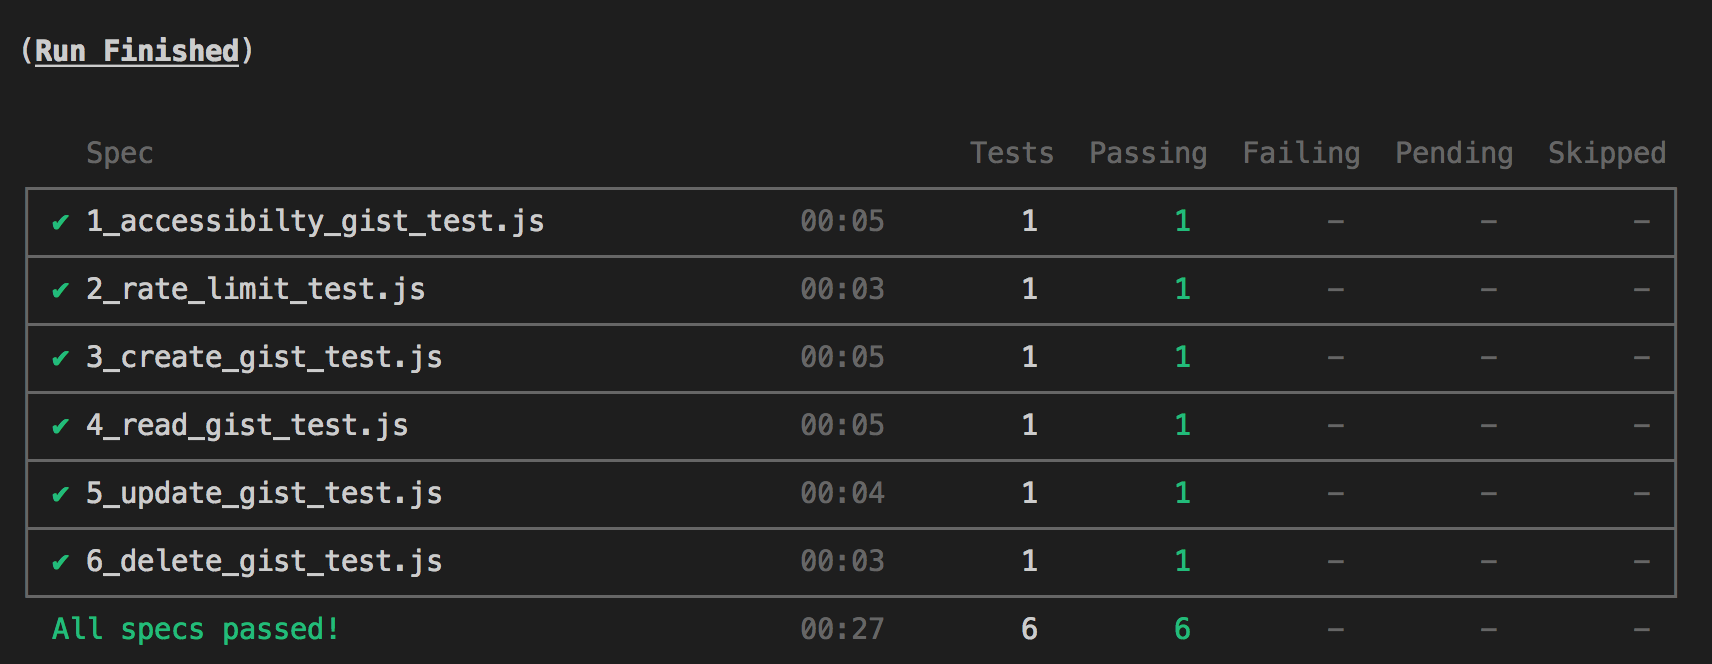 (Run Finished)
Spec Tests Passing Failing Pending Skipped
✔ 1_accessibilty_gist_test.js 00:05 1 1 – – –
✔ 2_rate_limit_test.js 00:03 1 1 – – –
✔ 3_create_gist_test.js 00:05 1 1 – – –
✔ 4_read_gist_test.js 00:05 1 1 – – –
✔ 5_update_gist_test.js 00:04 1 1 – – –
✔ 6_delete_gist_test.js 00:03 1 1 – – –
All specs passed! 00:27 6 6 – – –